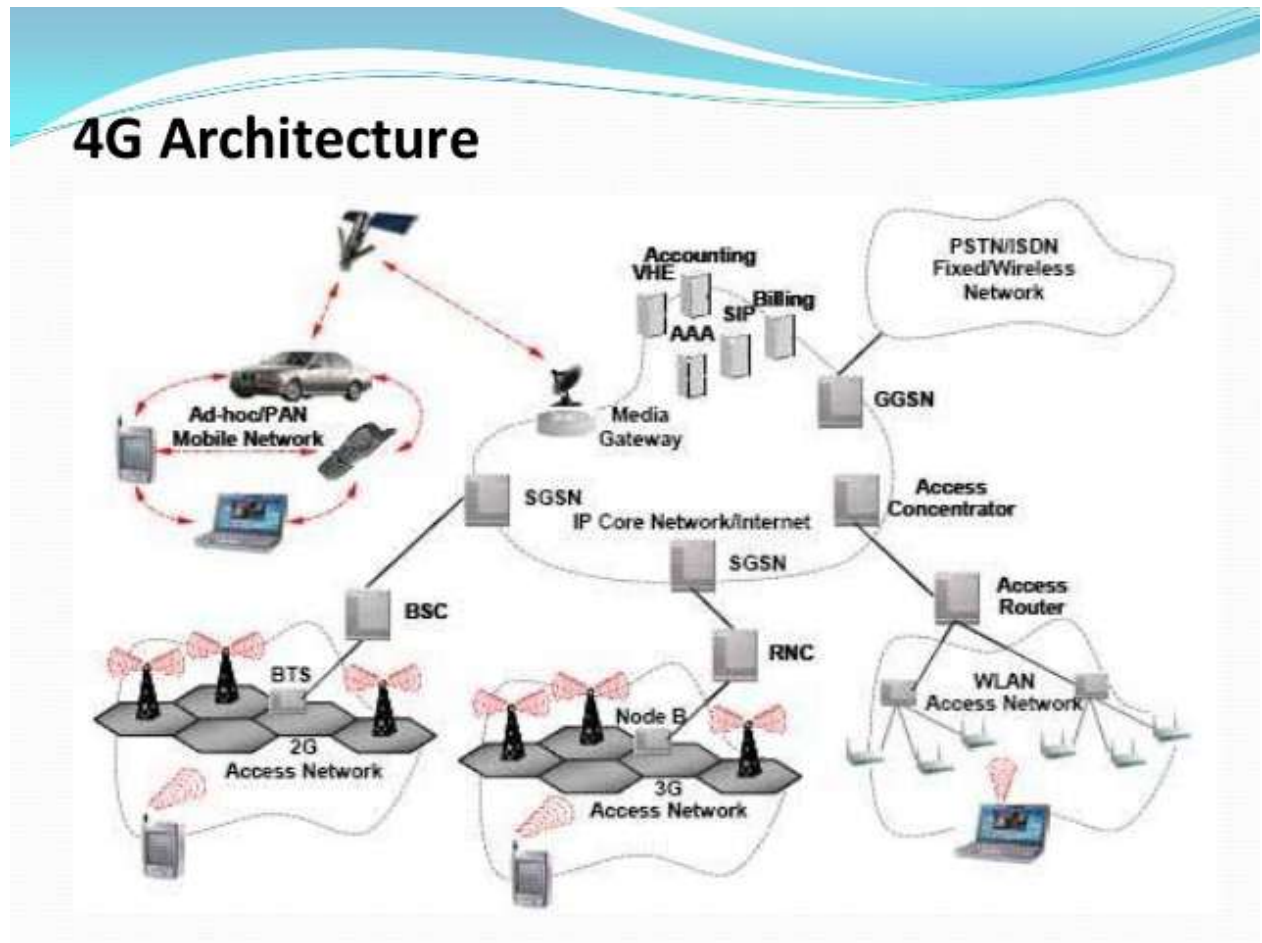 4G Architecture
Accounting
VHE
Billing
SIP
AAA
PSTN/ISDN
Fixed/Wireless
Network
GGSN
Ad-hoc/PAN
Mobile Network
Media
Gateway
SGSN
Access
Concentrator
IP Core Network/Internet
SGSN
Access
Router
BSC
RNC
BTS
WLAN
Access Network
Node B
2G
Access Network
3G
Access Network